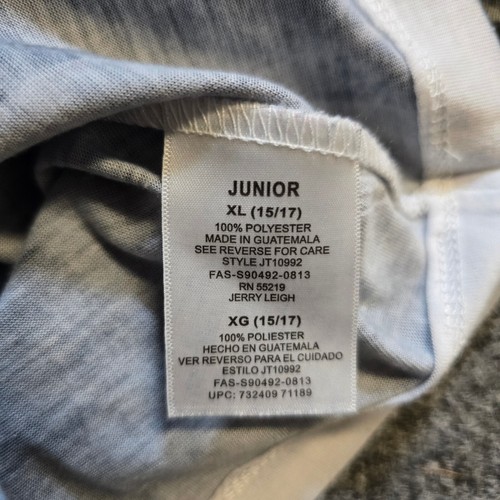 JUNIOR
XL (15/17)
100% POLYESTER
MADE IN GUATEMALA
SEE REVERSE FOR CARE
STYLE JT10992
FAS-S90492-0813
RN 55219
JERRY LEIGH
XG (15/17)
100% POLIESTER
HECHO EN GUATEMALA
VER REVERSO PARA EL CUIDADO
ESTILO JT10992
FAS-S90492-0813
UPC: 732409 71189